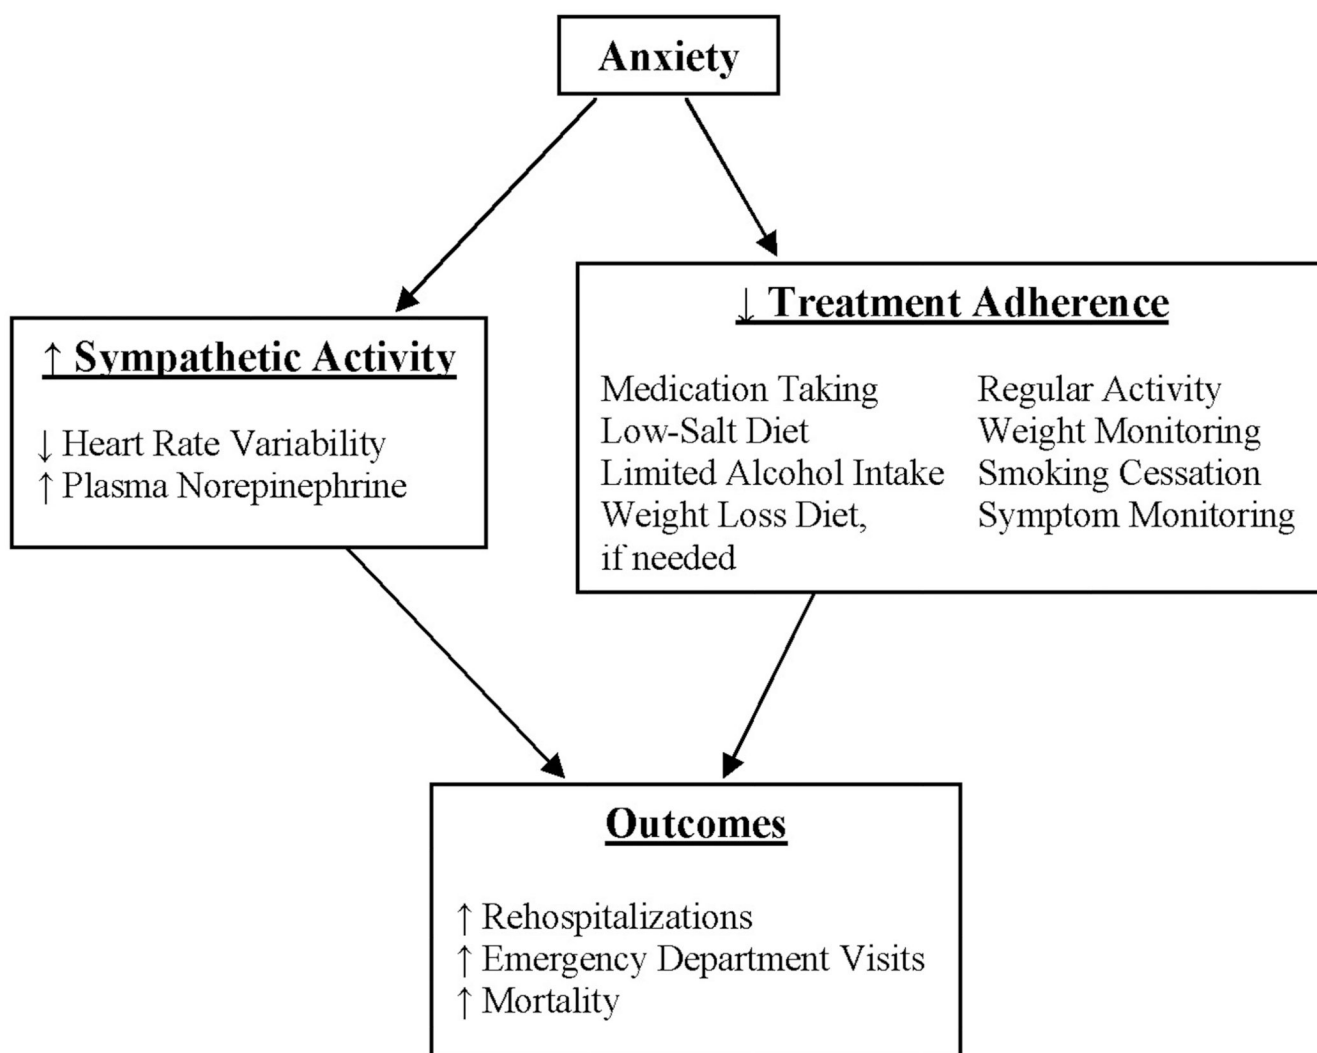 Anxiety
↑ Sympathetic Activity
↓ Heart Rate Variability
↑ Plasma Norepinephrine
↓ Treatment Adherence
Medication Taking
Low-Salt Diet
Limited Alcohol Intake
Weight Loss Diet,
if needed
Regular Activity
Weight Monitoring
Smoking Cessation
Symptom Monitoring
Outcomes
↑ Rehospitalizations
↑ Emergency Department Visits
↑ Mortality